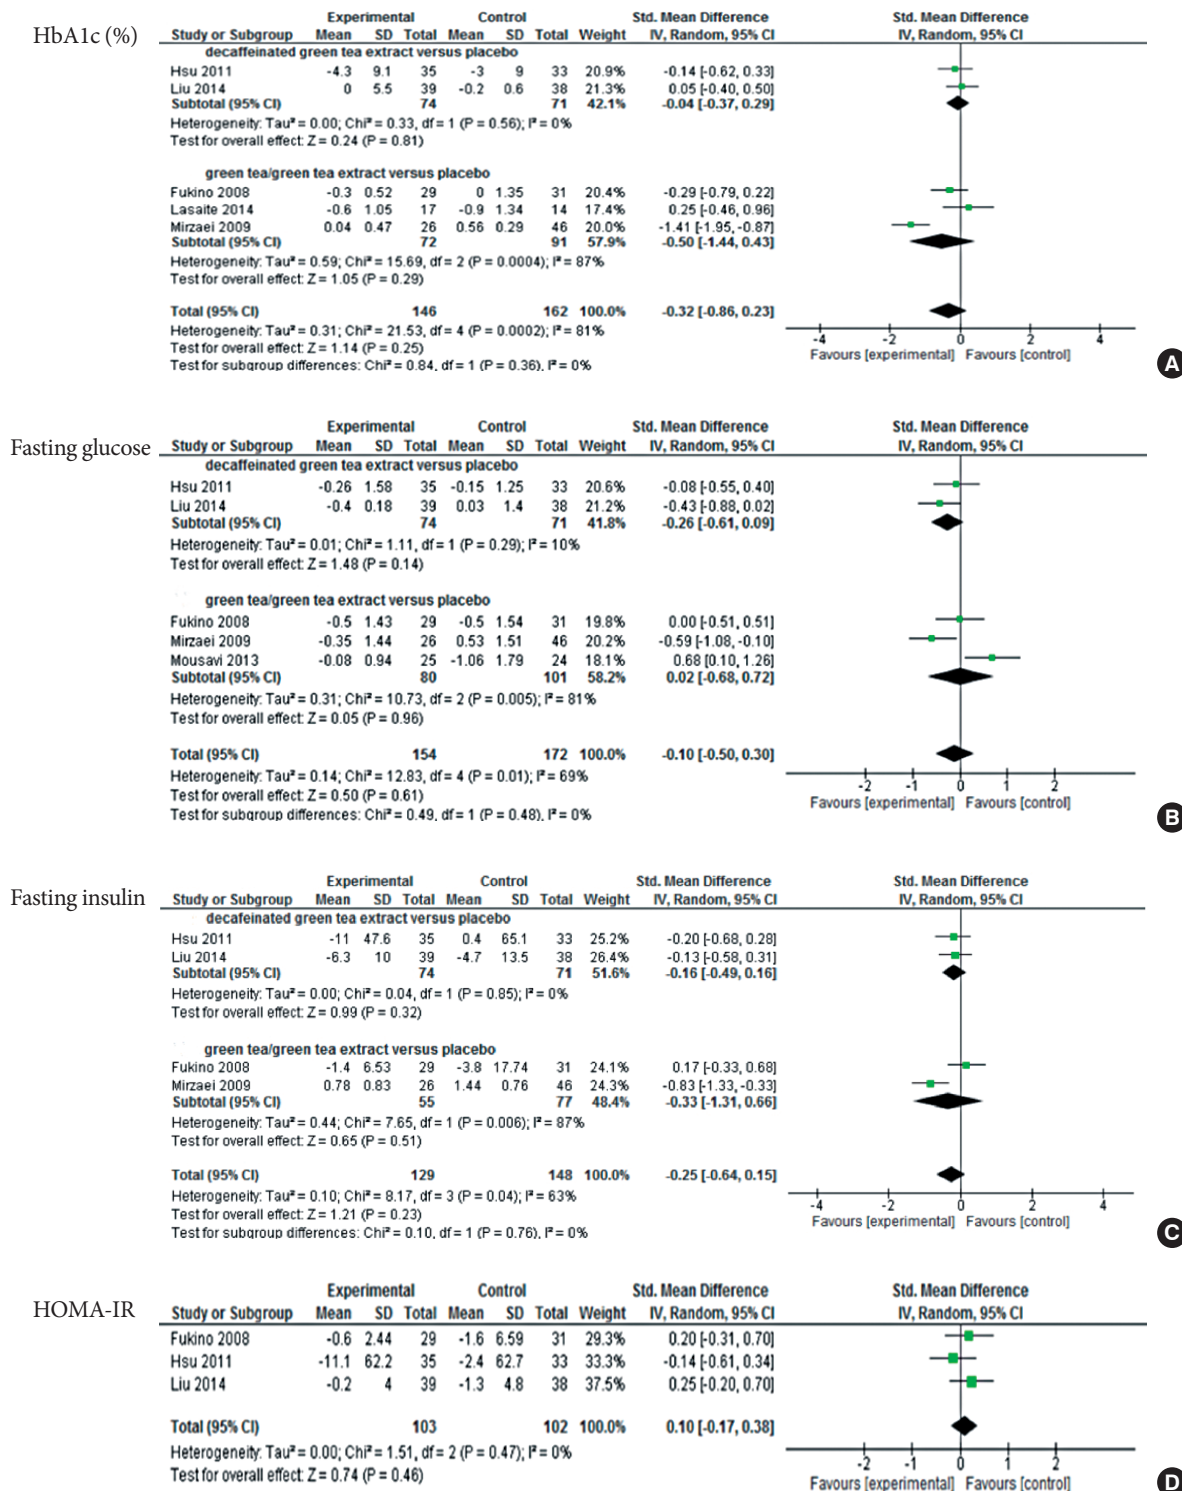 HbA1c (%)
Experimental Control Std. Mean Difference Std. Mean Difference
Study or Subgroup Mean SD Total Mean SD Total Weight IV, Random, 95% CI IV, Random, 95% CI
decaffeinated green tea extract versus placebo
Hsu 2011 -4.3 9.1 35 -3 9 33 20.9% -0.14 [-0.62, 0.33]
Liu 2014 0 5.5 39 -0.2 0.6 38 21.3% 0.05 [-0.40, 0.50]
Subtotal (95% CI) 74 71 42.1% -0.04 [-0.37, 0.29]
Heterogeneity: Tau² = 0.00; Chi² = 0.33, df = 1 (P = 0.56); I² = 0%
Test for overall effect: Z = 0.24 (P = 0.81)
green tea/green tea extract versus placebo
Fukino 2008 -0.3 0.52 29 0 1.35 31 20.4% -0.29 [-0.79, 0.22]
Lasaite 2014 -0.6 1.05 17 -0.9 1.34 14 17.4% 0.25 [-0.46, 0.96]
Mirzaei 2009 0.04 0.47 26 0.56 0.29 46 20.0% -1.41 [-1.95, -0.87]
Subtotal (95% CI) 72 91 57.9% -0.50 [-1.44, 0.43]
Heterogeneity: Tau² = 0.59; Chi² = 15.69, df = 2 (P = 0.0004); I² = 87%
Test for overall effect: Z = 1.05 (P = 0.29)
Total (95% CI) 146 162 100.0% -0.32 [-0.86, 0.23]
Heterogeneity: Tau² = 0.31; Chi² = 21.53, df = 4 (P = 0.0002); I² = 81%
Test for overall effect: Z = 1.14 (P = 0.25)
Test for subgroup differences: Chi² = 0.84, df = 1 (P = 0.36), I² = 0%
-4 -2 0 2 4
Favours [experimental] Favours [control]
A
Fasting glucose
Experimental Control Std. Mean Difference Std. Mean Difference
Study or Subgroup Mean SD Total Mean SD Total Weight IV, Random, 95% CI IV, Random, 95% CI
decaffeinated green tea extract versus placebo
Hsu 2011 -0.26 1.58 35 -0.15 1.25 33 20.6% -0.08 [-0.55, 0.40]
Liu 2014 -0.4 0.18 39 0.03 1.4 38 21.2% -0.43 [-0.88, 0.02]
Subtotal (95% CI) 74 71 41.8% -0.26 [-0.61, 0.09]
Heterogeneity: Tau² = 0.01; Chi² = 1.11, df = 1 (P = 0.29); I² = 10%
Test for overall effect: Z = 1.48 (P = 0.14)
green tea/green tea extract versus placebo
Fukino 2008 -0.5 1.43 29 -0.5 1.54 31 19.8% 0.00 [-0.51, 0.51]
Mirzaei 2009 -0.35 1.44 26 0.53 1.51 46 20.2% -0.59 [-1.08, -0.10]
Mousavi 2013 -0.08 0.94 25 -1.06 1.79 24 18.1% 0.68 [0.10, 1.26]
Subtotal (95% CI) 80 101 58.2% 0.02 [-0.68, 0.72]
Heterogeneity: Tau² = 0.31; Chi² = 10.73, df = 2 (P = 0.005); I² = 81%
Test for overall effect: Z = 0.05 (P = 0.96)
Total (95% CI) 154 172 100.0% -0.10 [-0.50, 0.30]
Heterogeneity: Tau² = 0.14; Chi² = 12.83, df = 4 (P = 0.01); I² = 69%
Test for overall effect: Z = 0.50 (P = 0.61)
Test for subgroup differences: Chi² = 0.49, df = 1 (P = 0.48), I² = 0%
-2 -1 0 1 2
Favours [experimental] Favours [control]
B
Fasting insulin
Experimental Control Std. Mean Difference Std. Mean Difference
Study or Subgroup Mean SD Total Mean SD Total Weight IV, Random, 95% CI IV, Random, 95% CI
decafeinated green tea extract versus placebo
Hsu 2011 -11 47.6 35 0.4 65.1 33 25.2% -0.20 [-0.68, 0.28]
Liu 2014 -6.3 10 39 -4.7 13.5 38 26.4% -0.13 [-0.58, 0.31]
Subtotal (95% CI) 74 71 51.6% -0.16 [-0.49, 0.16]
Heterogeneity: Tau² = 0.00; Chi² = 0.04, df = 1 (P = 0.85); I² = 0%
Test for overall effect: Z = 0.99 (P = 0.32)
green tea/green tea extract versus placebo
Fukino 2008 -1.4 6.53 29 -3.8 17.74 31 24.1% 0.17 [-0.33, 0.68]
Mirzaei 2009 0.78 0.83 26 1.44 0.76 46 24.3% -0.83 [-1.33, -0.33]
Subtotal (95% CI) 55 77 48.4% -0.33 [-1.31, 0.66]
Heterogeneity: Tau² = 0.44; Chi² = 7.65, df = 1 (P = 0.006); I² = 87%
Test for overall effect: Z = 0.65 (P = 0.51)
Total (95% CI) 129 148 100.0% -0.25 [-0.64, 0.15]
Heterogeneity: Tau² = 0.10; Chi² = 8.17, df = 3 (P = 0.04); I² = 63%
Test for overall effect: Z = 1.21 (P = 0.23)
Test for subgroup differences: Chi² = 0.10, df = 1 (P = 0.76), I² = 0%
-4 -2 0 2 4
Favours [experimental] Favours [control]
C
HOMA-IR
Experimental Control Std. Mean Difference Std. Mean Difference
Study or Subgroup Mean SD Total Mean SD Total Weight IV, Random, 95% CI IV, Random, 95% CI
Fukino 2008 -0.6 2.44 29 -1.6 6.59 31 29.3% 0.20 [-0.31, 0.70]
Hsu 2011 -11.1 62.2 35 -2.4 62.7 33 33.3% -0.14 [-0.61, 0.34]
Liu 2014 -0.2 4 39 -1.3 4.8 38 37.5% 0.25 [-0.20, 0.70]
Total (95% CI) 103 102 100.0% 0.10 [-0.17, 0.38]
Heterogeneity: Tau² = 0.00; Chi² = 1.51, df = 2 (P = 0.47); I² = 0%
Test for overall effect: Z = 0.74 (P = 0.46)
-2 -1 0 1 2
Favours [experimental] Favours [control]
D